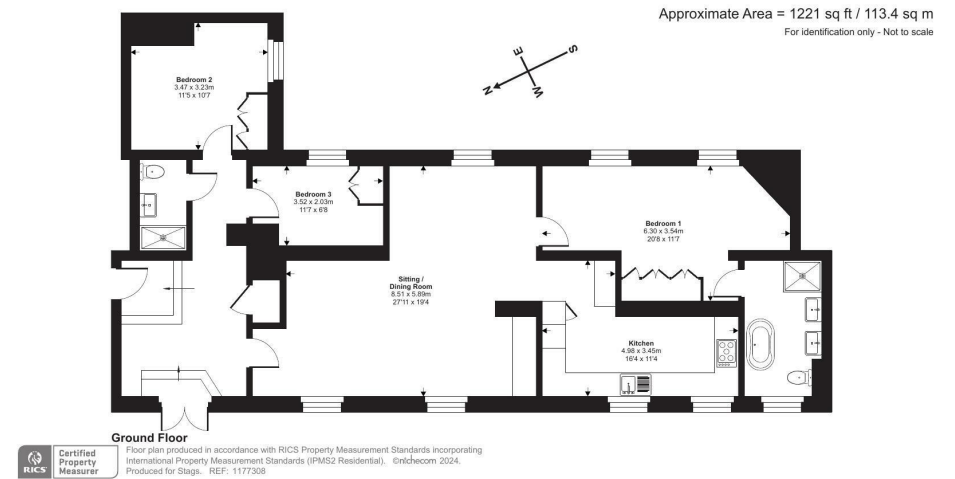 Approximate Area = 1221 sq ft / 113.4 sq m
For identification only - Not to scale
E
S
N
W
Bedroom 2
3.47 x 3.23m
11'5 x 10'7
Bedroom 3
3.52 x 2.03m
11'7 x 6'8
Bedroom 1
6.30 x 3.54m
20'8 x 11'7
Sitting /
Dining Room
8.51 x 5.89m
27'11 x 19'4
Kitchen
4.98 x 3.45m
16'4 x 11'4
Ground Floor
RICS
Certified
Property
Measurer
Floor plan produced in accordance with RICS Property Measurement Standards incorporating
International Property Measurement Standards (IPMS2 Residential). ©nichecom 2024.
Produced for Stags. REF: 1177308